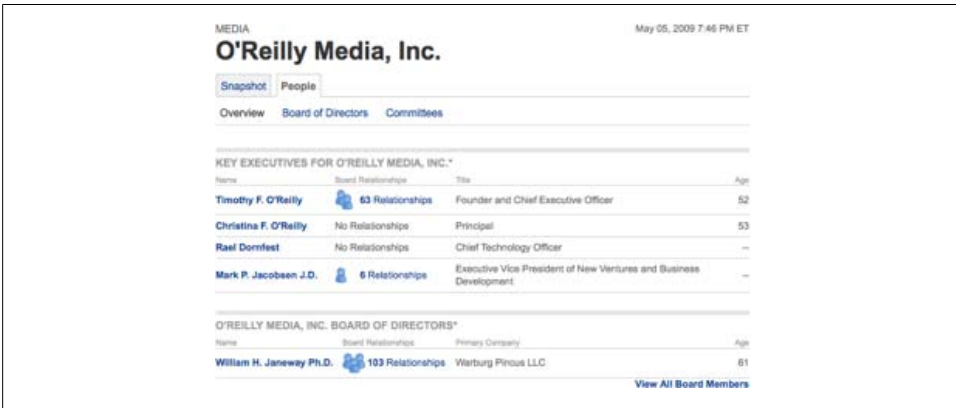 MEDIA May 05, 2009 7:46 PM ET
O'Reilly Media, Inc.
Snapshot People
Overview Board of Directors Committees
KEY EXECUTIVES FOR O'REILLY MEDIA, INC.*
Name Board Relationships Title Age
Timothy F. O'Reilly 63 Relationships Founder and Chief Executive Officer 52
Christina F. O'Reilly No Relationships Principal 53
Rael Dornfest No Relationships Chief Technology Officer --
Mark P. Jacobsen J.D. 6 Relationships Executive Vice President of New Ventures and Business
Development --
O'REILLY MEDIA, INC. BOARD OF DIRECTORS*
Name Board Relationships Primary Company Age
William H. Janeway Ph.D. 103 Relationships Warburg Pincus LLC 61
View All Board Members